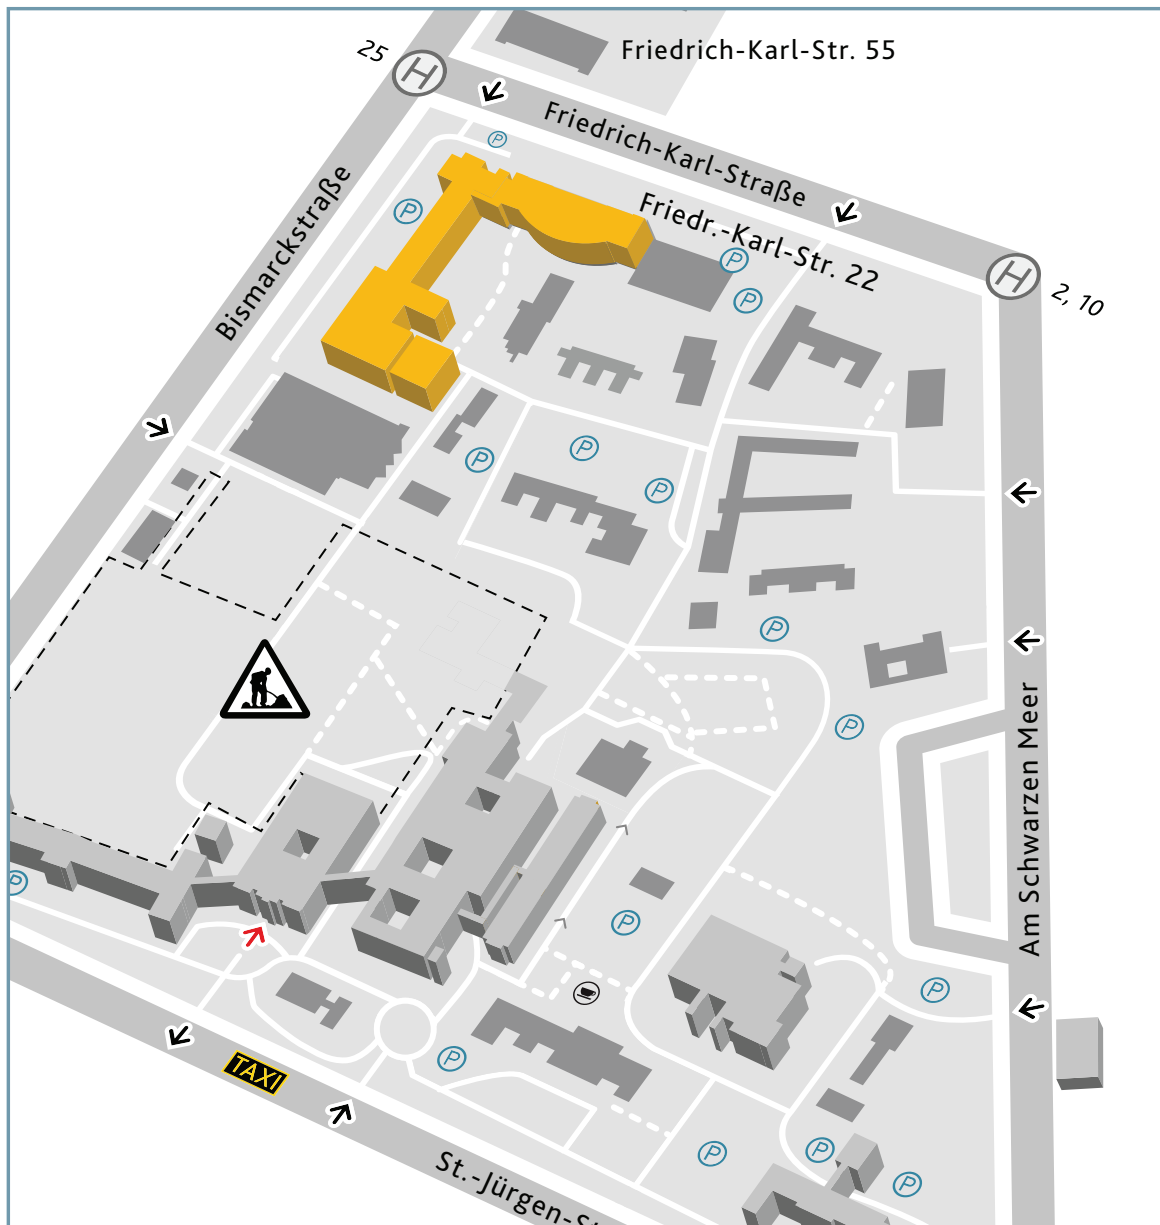 Friedrich-Karl-Str. 55
25
H
Friedrich-Karl-Straße
P
Bismarckstraße
P
Friedr.-Karl-Str. 22
P
H
2, 10
P
P
P
P
P
Am Schwarzen Meer
P
P
P
P
TAXI
P
P
P
P
St.-Jürgen-St